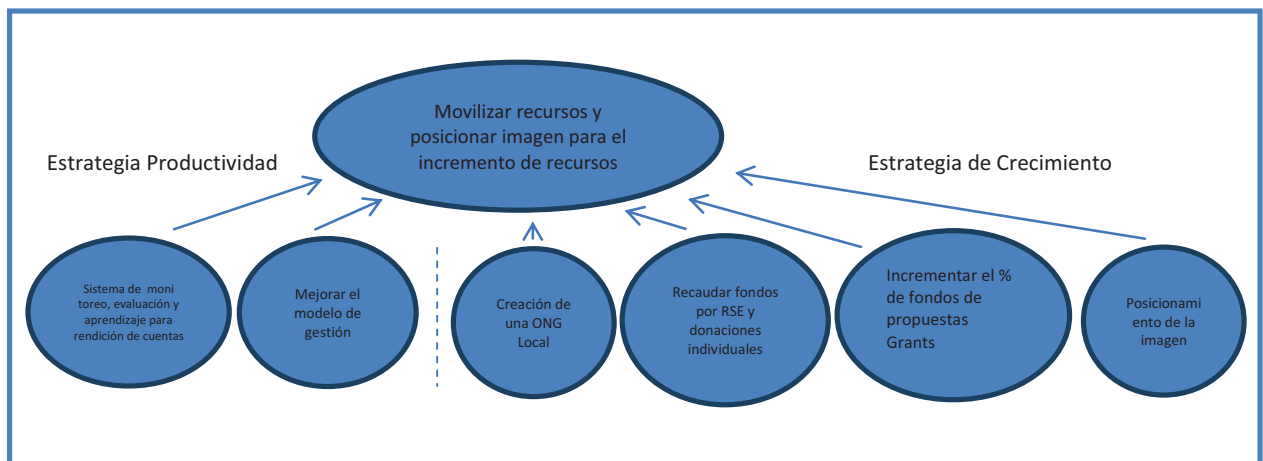 Movilizar recursos y
posicionar imagen para el
incremento de recursos
Estrategia Productividad
Estrategia de Crecimiento
Sistema de moni
toreo, evaluación y
aprendizaje para
rendición de cuentas
Mejorar el
modelo de
gestión
Creación de
una ONG
Local
Recaudar fondos
por RSE y
donaciones
individuales
Incrementar el %
de fondos de
propuestas
Grants
Posicionami
ento de la
imagen